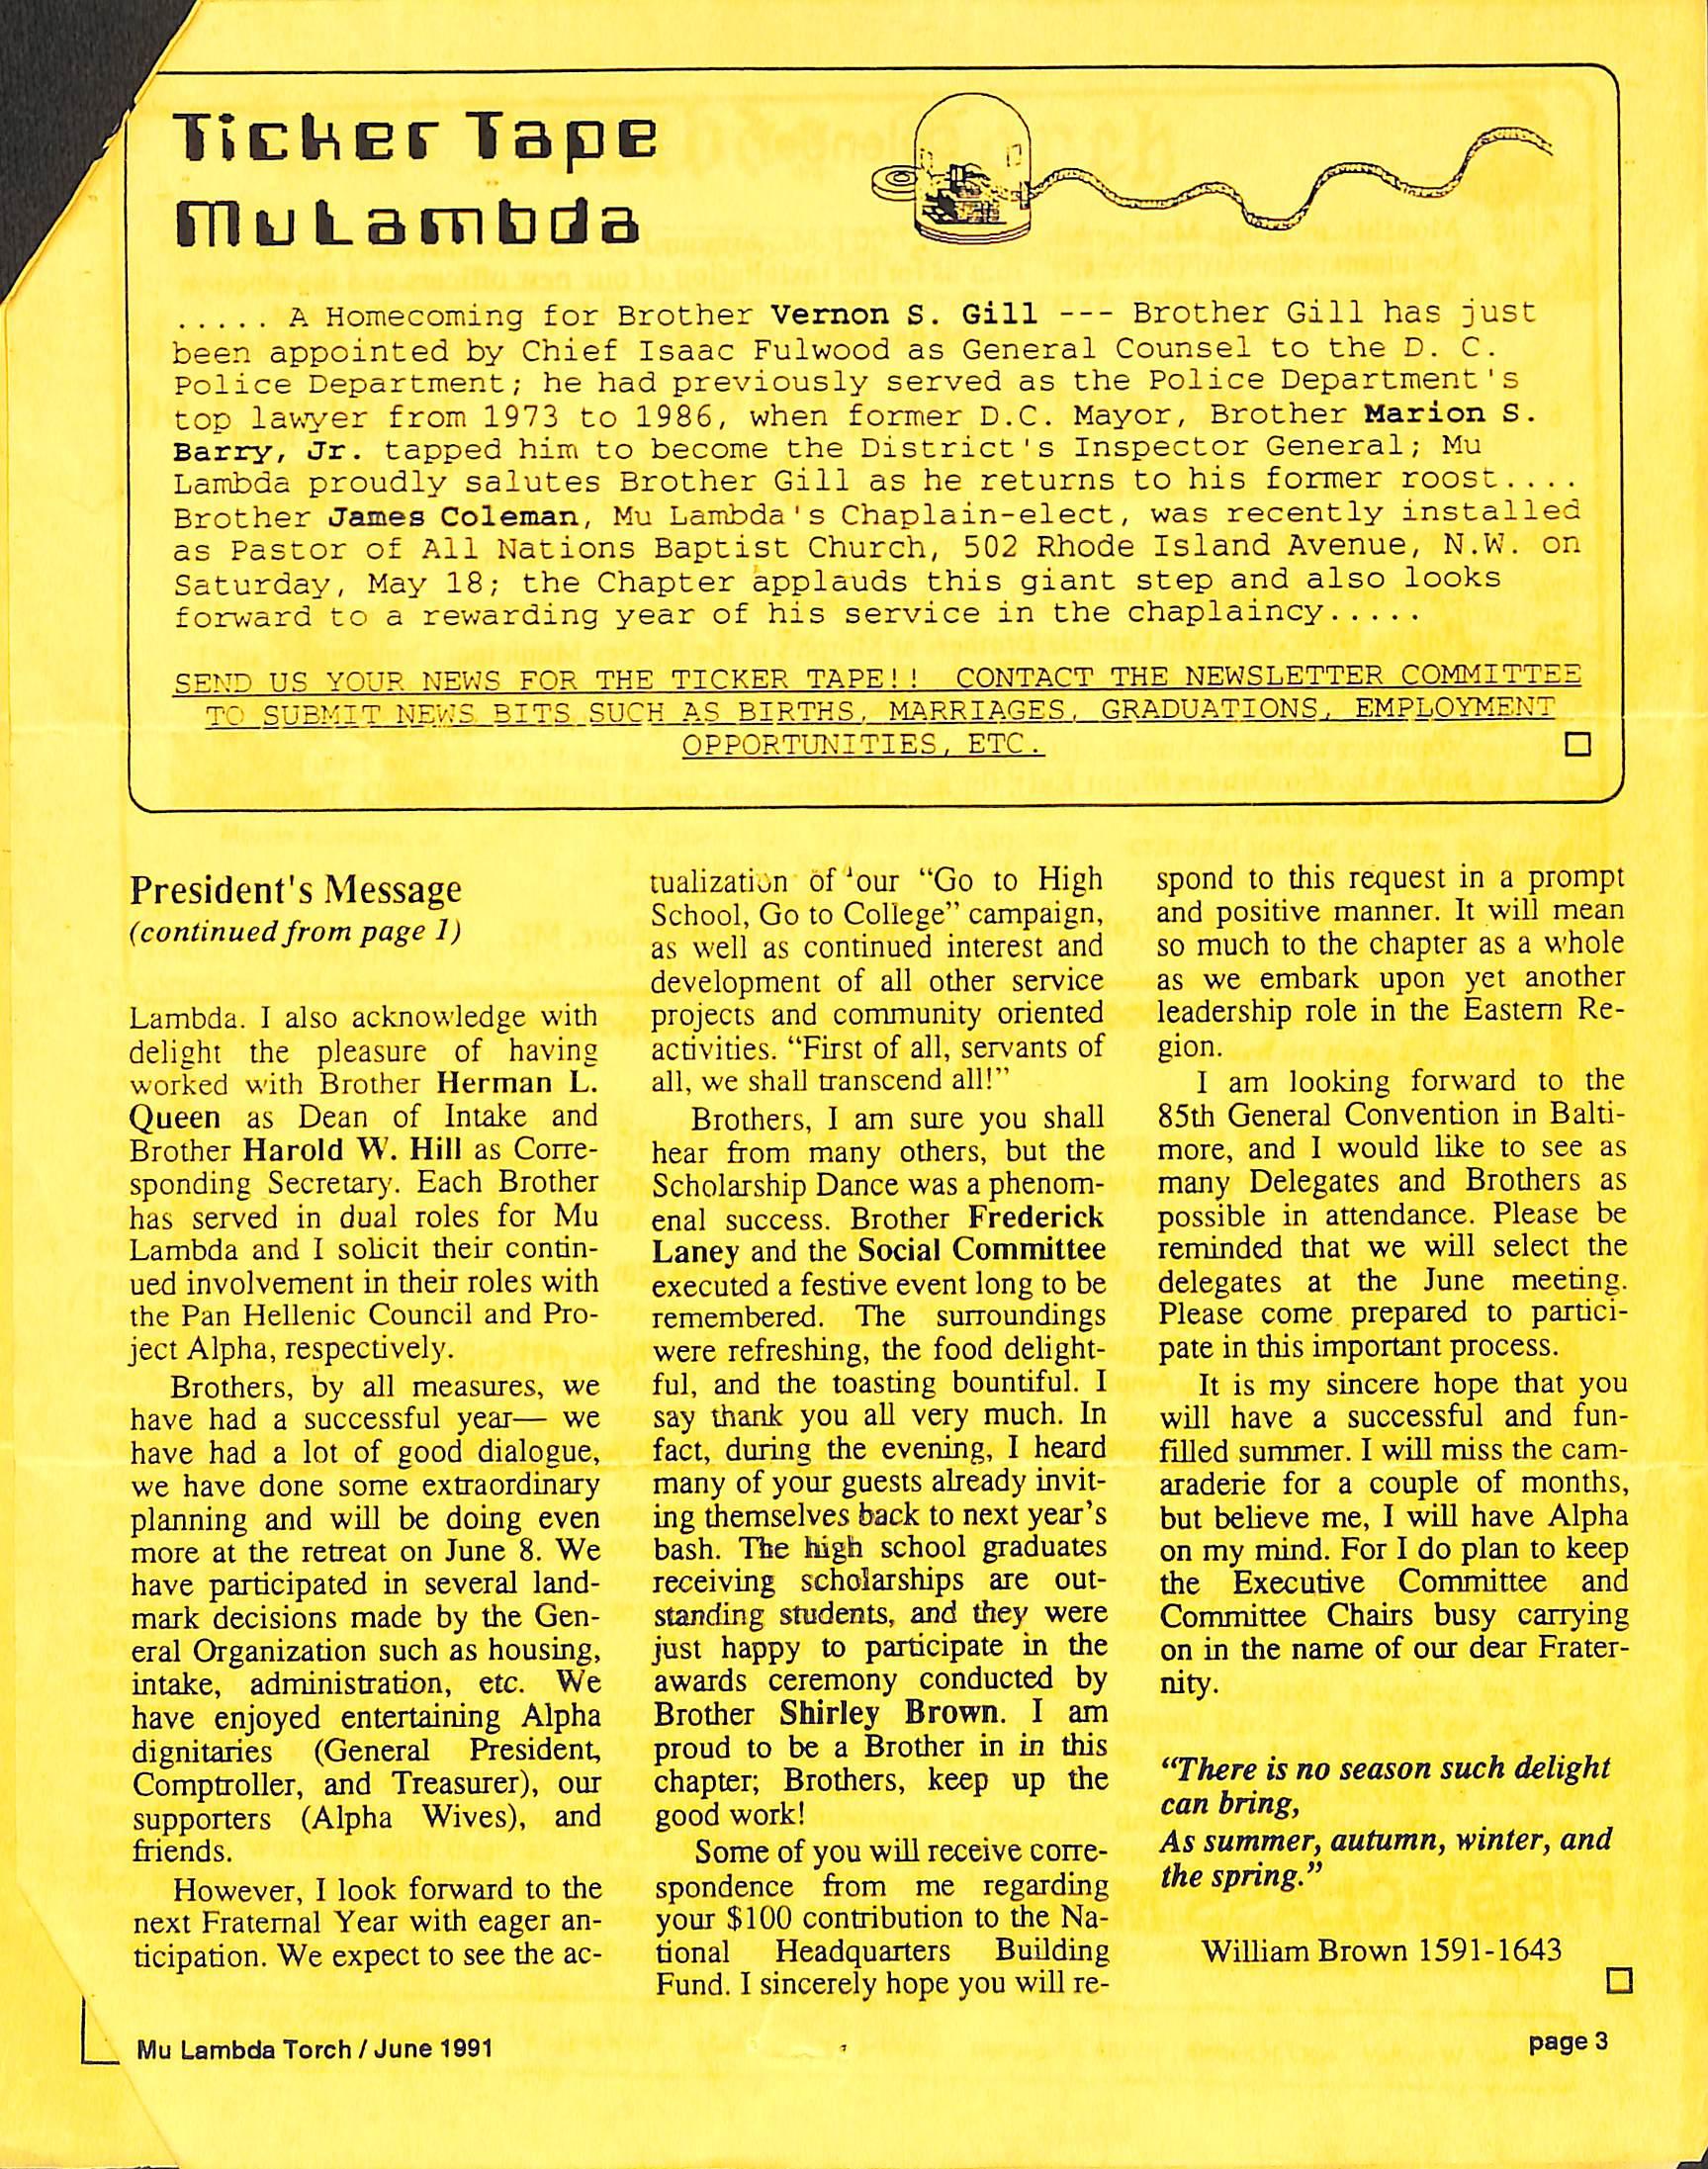 Ticker Tape
MuLambda
..... A Homecoming for Brother Vernon S. Gill --- Brother Gill has just
been appointed by Chief Isaac Fulwood as General Counsel to the D. C.
Police Department; he had previously served as the Police Department's
top lawyer from 1973 to 1986, when former D.C. Mayor, Brother Marion S.
Barry, Jr. tapped him to become the District's Inspector General; Mu
Lambda proudly salutes Brother Gill as he returns to his former roost....
Brother James Coleman, Mu Lambda's Chaplain-elect, was recently installed
as Pastor of All Nations Baptist Church, 502 Rhode Island Avenue, N.W. on
Saturday, May 18; the Chapter applauds this giant step and also looks
forward to a rewarding year of his service in the chaplaincy.....
SEND US YOUR NEWS FOR THE TICKER TAPE!! CONTACT THE NEWSLETTER COMMITTEE
TO SUBMIT NEWS BITS SUCH AS BIRTHS, MARRIAGES, GRADUATIONS, EMPLOYMENT
OPPORTUNITIES, ETC.
President's Message
(continued from page 1)
Lambda. I also acknowledge with
delight the pleasure of having
worked with Brother Herman L.
Queen as Dean of Intake and
Brother Harold W. Hill as Corre-
sponding Secretary. Each Brother
has served in dual roles for Mu
Lambda and I solicit their contin-
ued involvement in their roles with
the Pan Hellenic Council and Pro-
ject Alpha, respectively.
Brothers, by all measures, we
have had a successful year— we
have had a lot of good dialogue,
we have done some extraordinary
planning and will be doing even
more at the retreat on June 8. We
have participated in several land-
mark decisions made by the Gen-
eral Organization such as housing,
intake, administration, etc. We
have enjoyed entertaining Alpha
dignitaries (General President,
Comptroller, and Treasurer), our
supporters (Alpha Wives), and
friends.
However, I look forward to the
next Fraternal Year with eager an-
ticipation. We expect to see the ac-
tualization of our “Go to High
School, Go to College” campaign,
as well as continued interest and
development of all other service
projects and community oriented
activities. “First of all, servants of
all, we shall transcend all!”
Brothers, I am sure you shall
hear from many others, but the
Scholarship Dance was a phenom-
enal success. Brother Frederick
Laney and the Social Committee
executed a festive event long to be
remembered. The surroundings
were refreshing, the food delight-
ful, and the toasting bountiful. I
say thank you all very much. In
fact, during the evening, I heard
many of your guests already invit-
ing themselves back to next year's
bash. The high school graduates
receiving scholarships are out-
standing students, and they were
just happy to participate in the
awards ceremony conducted by
Brother Shirley Brown. I am
proud to be a Brother in in this
chapter; Brothers, keep up the
good work!
Some of you will receive corre-
spondence from me regarding
your $100 contribution to the Na-
tional Headquarters Building
Fund. I sincerely hope you will re-
spond to this request in a prompt
and positive manner. It will mean
so much to the chapter as a whole
as we embark upon yet another
leadership role in the Eastern Re-
gion.
I am looking forward to the
85th General Convention in Balti-
more, and I would like to see as
many Delegates and Brothers as
possible in attendance. Please be
reminded that we will select the
delegates at the June meeting.
Please come prepared to partici-
pate in this important process.
It is my sincere hope that you
will have a successful and fun-
filled summer. I will miss the cam-
araderie for a couple of months,
but believe me, I will have Alpha
on my mind. For I do plan to keep
the Executive Committee and
Committee Chairs busy carrying
on in the name of our dear Frater-
nity.
“There is no season such delight
can bring,
As summer, autumn, winter, and
the spring.”
William Brown 1591-1643
Mu Lambda Torch / June 1991
page 3